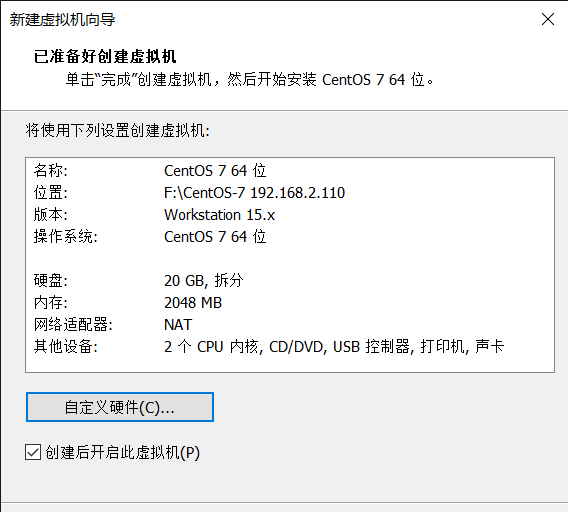 新建虚拟机向导
已准备好创建虚拟机
单击“完成”创建虚拟机，然后开始安装 CentOS 7 64 位。
将使用下列设置创建虚拟机:
名称: CentOS 7 64 位
位置: F:\CentOS-7 192.168.2.110
版本: Workstation 15.x
操作系统: CentOS 7 64 位
硬盘: 20 GB, 拆分
内存: 2048 MB
网络适配器: NAT
其他设备: 2 个 CPU 内核, CD/DVD, USB 控制器, 打印机, 声卡
自定义硬件(C)...
创建后开启此虚拟机(P)